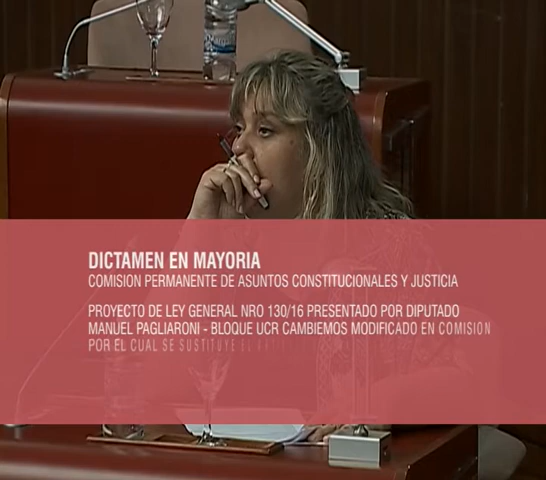 DICTAMEN EN MAYORIA
COMISION PERMANENTE DE ASUNTOS CONSTITUCIONALES Y JUSTICIA
PROYECTO DE LEY GENERAL NRO 130/16 PRESENTADO POR DIPUTADO
MANUEL PAGLIARONI - BLOQUE UCR CAMBIEMOS MODIFICADO EN COMISION
POR EL CUAL SE SUSTITUYE EL